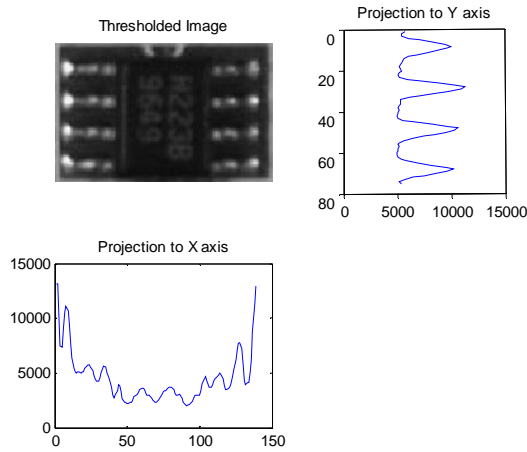 Thresholded Image
H223B
9649
Projection to Y axis
0
20
40
60
80
0 5000 10000 15000
Projection to X axis
15000
10000
5000
0
0 50 100 150